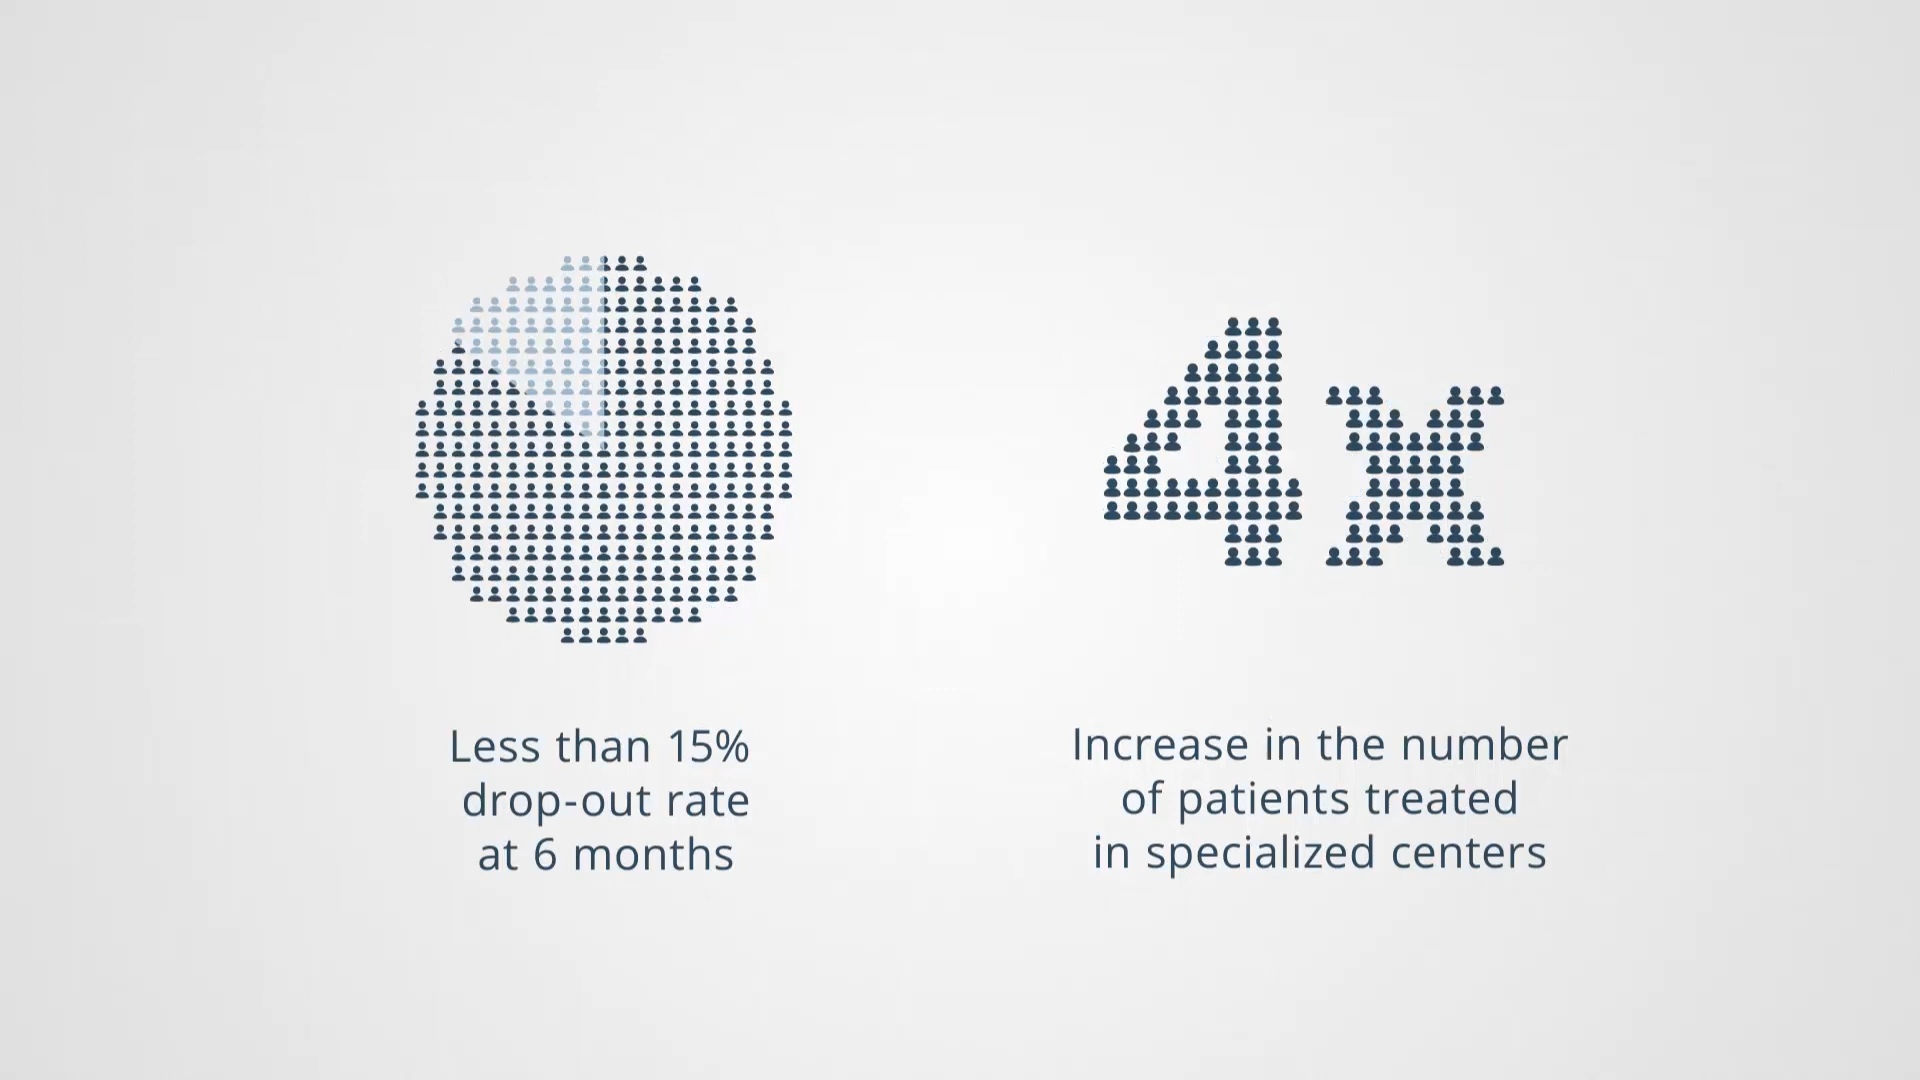 4x
Less than 15%
drop-out rate
at 6 months
Increase in the number
of patients treated
in specialized centers